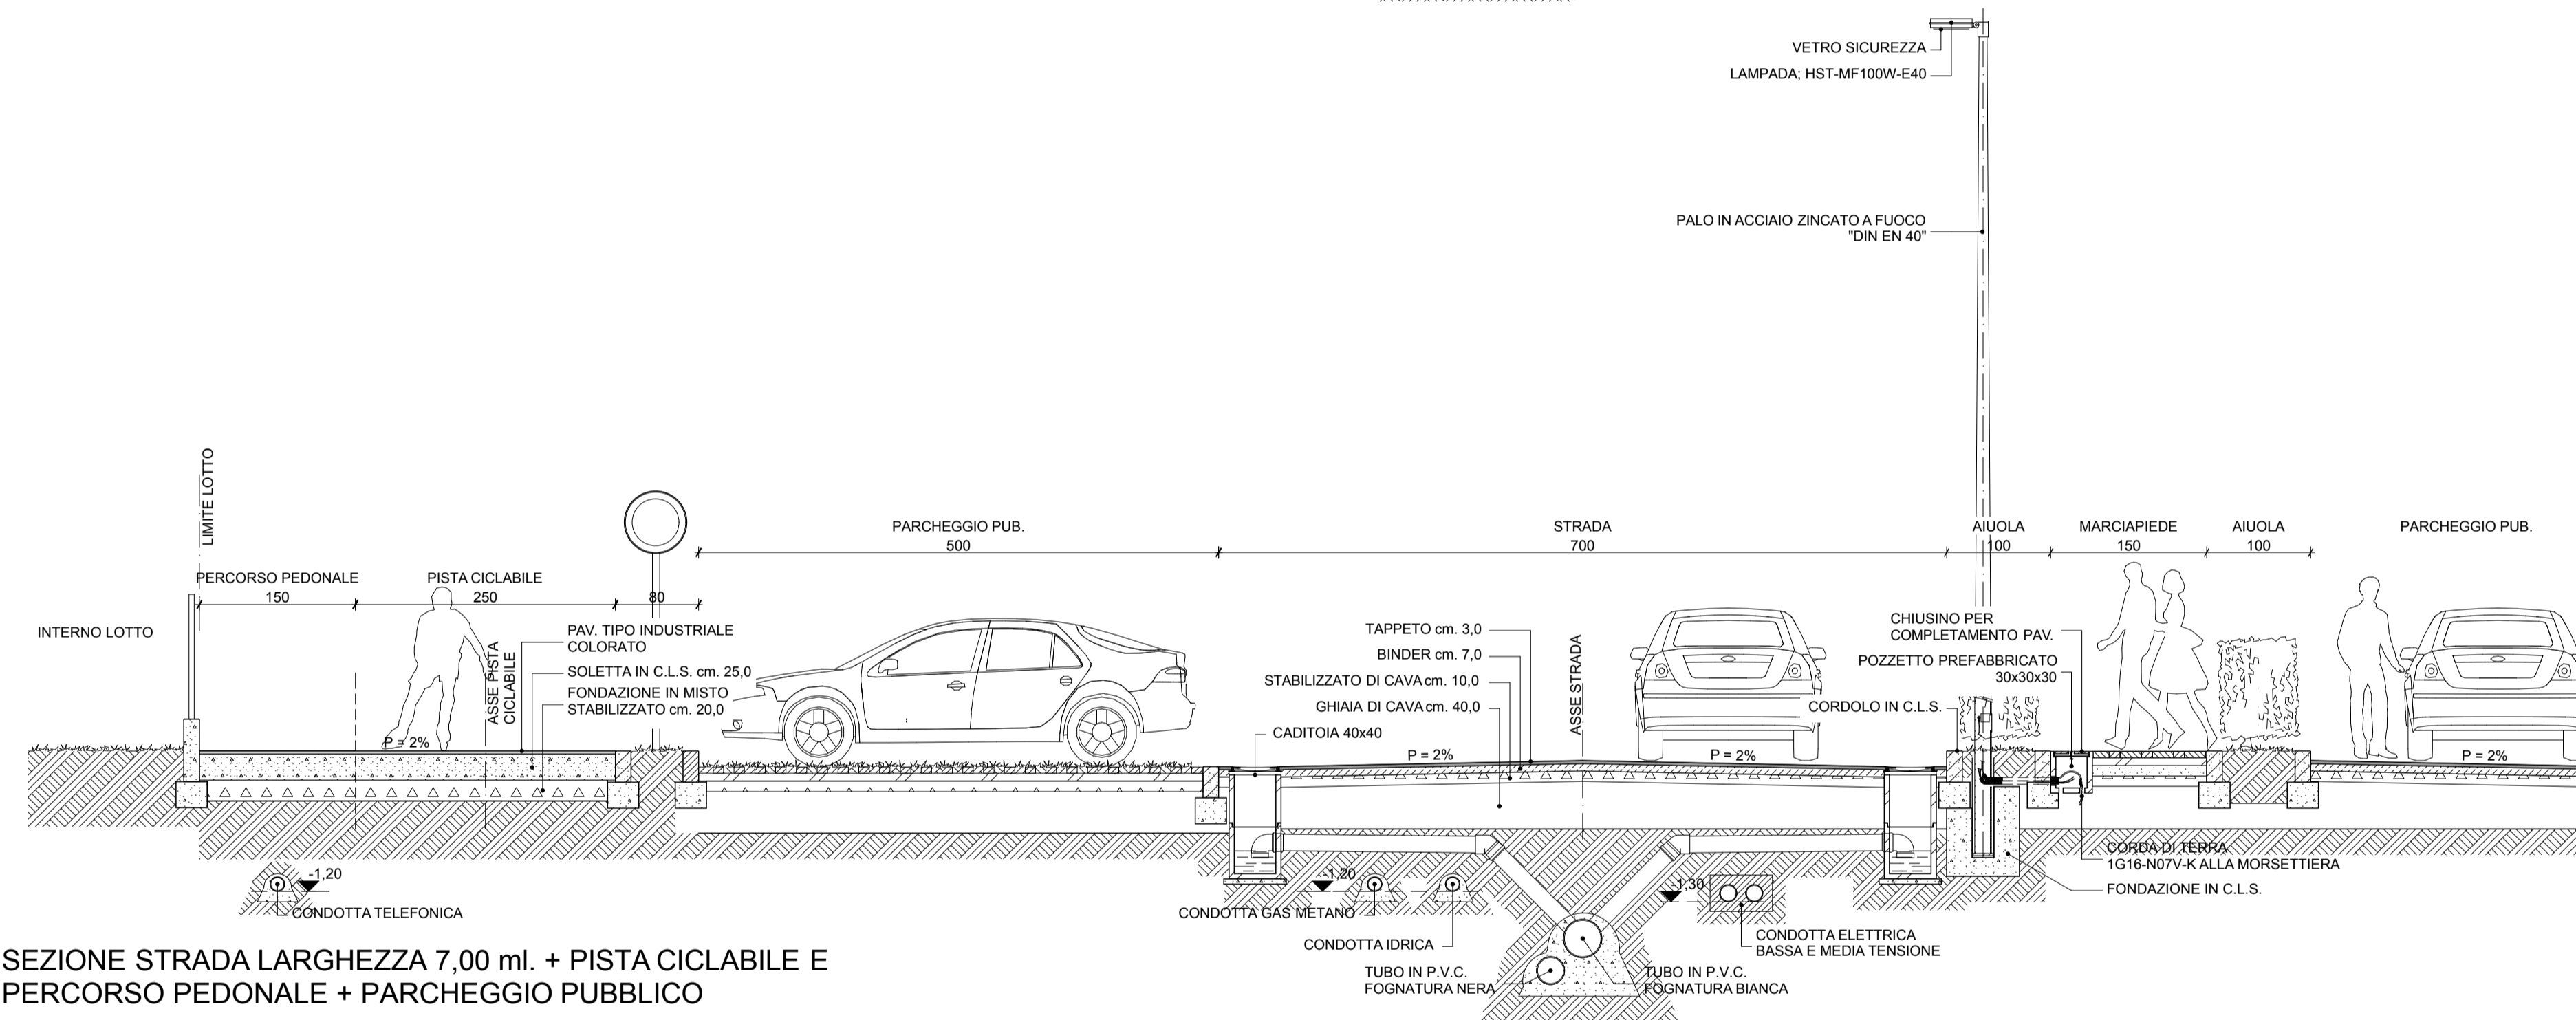 VETRO SICUREZZA
LAMPADA; HST-MF100W-E40
PALO IN ACCIAIO ZINCATO A FUOCO
"DIN EN 40"
LIMITE LOTTO
PARCHEGGIO PUB.
500
STRADA
700
AIUOLA
100
MARCIAPIEDE
150
AIUOLA
100
PARCHEGGIO PUB.
PERCORSO PEDONALE
150
PISTA CICLABILE
250
80
INTERNO LOTTO
ASSE PISTA
CICLABILE
PAV. TIPO INDUSTRIALE
COLORATO
SOLETTA IN C.L.S. cm. 25,0
FONDAZIONE IN MISTO
STABILIZZATO cm. 20,0
P = 2%
TAPPETO cm. 3,0
BINDER cm. 7,0
STABILIZZATO DI CAVA cm. 10,0
GHIAIA DI CAVA cm. 40,0
CADITOIA 40x40
ASSE STRADA
P = 2%
P = 2%
CHIUSINO PER
COMPLETAMENTO PAV.
POZZETTO PREFABBRICATO
30x30x30
CORDOLO IN C.L.S.
P = 2%
-1,20
CONDOTTA TELEFONICA
-1,20
CONDOTTA GAS METANO
CONDOTTA IDRICA
TUBO IN P.V.C.
FOGNATURA NERA
TUBO IN P.V.C.
FOGNATURA BIANCA
-1,30
CONDOTTA ELETTRICA
BASSA E MEDIA TENSIONE
CORDA DI TERRA
1G16-N07V-K ALLA MORSETTIERA
FONDAZIONE IN C.L.S.
SEZIONE STRADA LARGHEZZA 7,00 ml. + PISTA CICLABILE E
PERCORSO PEDONALE + PARCHEGGIO PUBBLICO